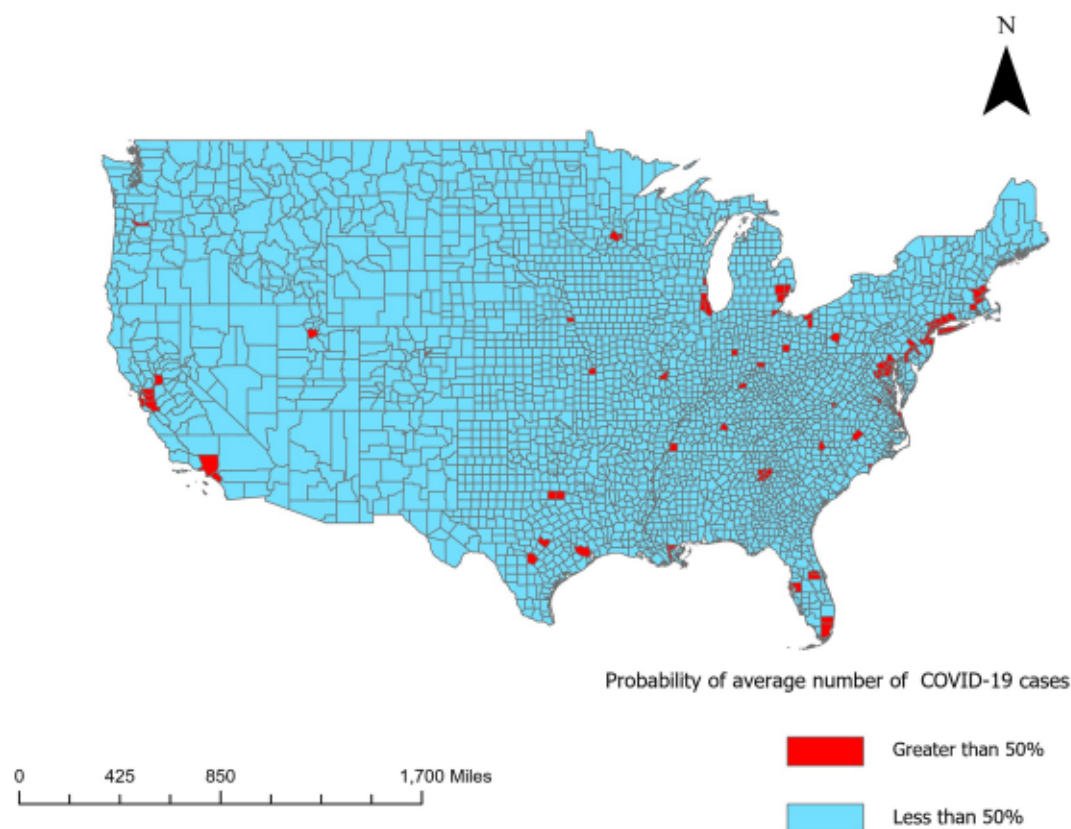 N
Probability of average number of COVID-19 cases
Greater than 50%
0 425 850 1,700 Miles
Less than 50%